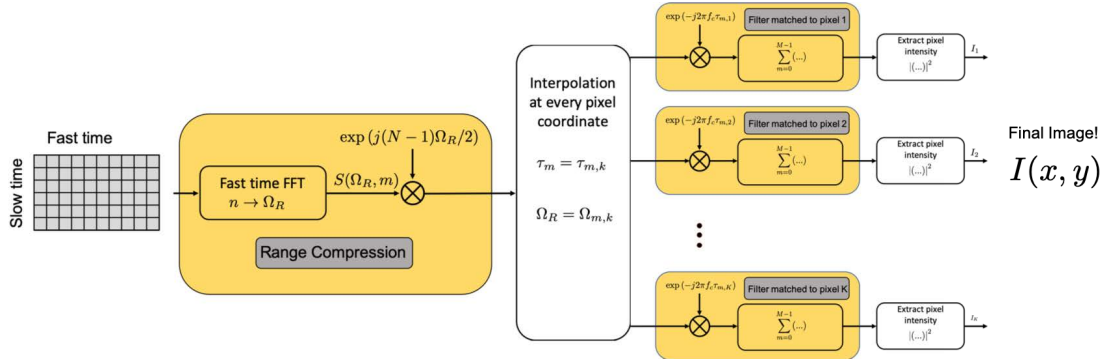 Fast time
Slow time
Fast time FFT
n → Ω_R
S(Ω_R, m)
exp (j(N − 1)Ω_R/2)
Range Compression
Interpolation
at every pixel
coordinate
τ_m = τ_{m,k}
Ω_R = Ω_{m,k}
exp (−j2πf_cτ_{m,1})
Filter matched to pixel 1
∑_{m=0}^{M−1}(...)
Extract pixel
intensity
|(...)|²
I_1
exp (−j2πf_cτ_{m,2})
Filter matched to pixel 2
∑_{m=0}^{M−1}(...)
Extract pixel
intensity
|(...)|²
I_2
exp (−j2πf_cτ_{m,K})
Filter matched to pixel K
∑_{m=0}^{M−1}(...)
Extract pixel
intensity
|(...)|²
I_K
Final Image!
I(x, y)